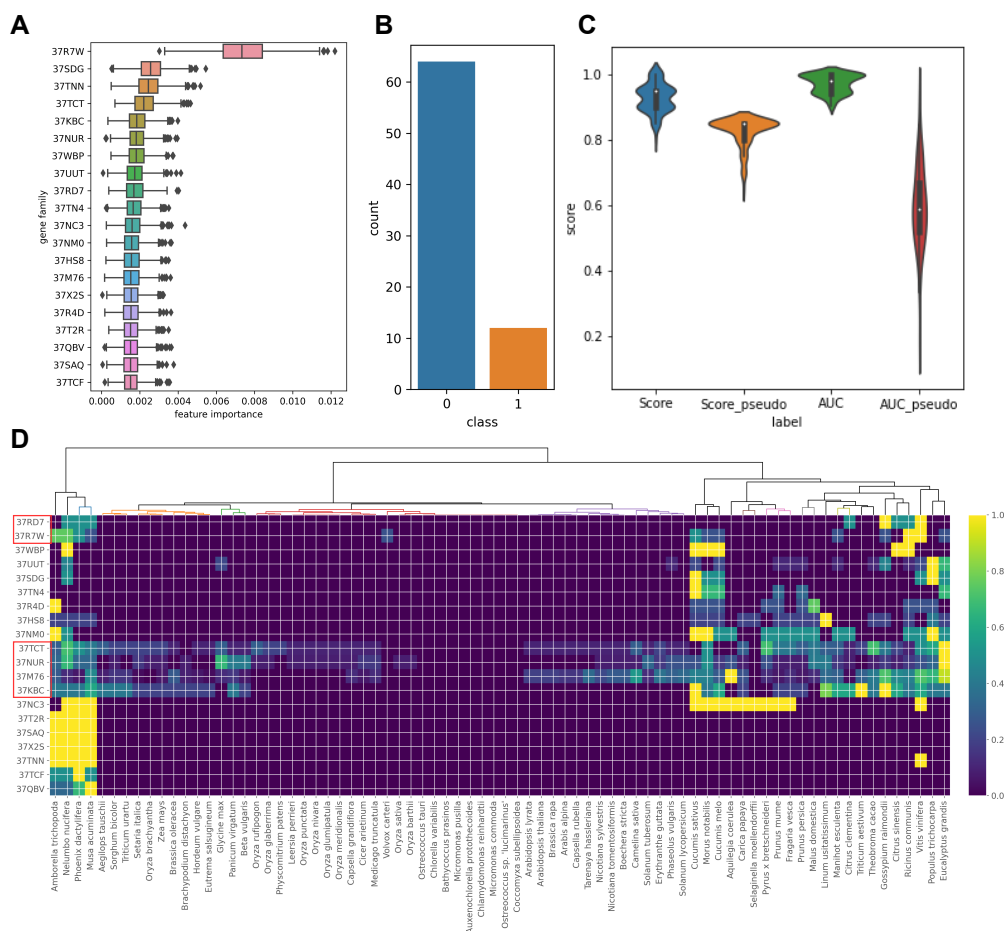 A
37R7W
37SDG
37TNN
37TCT
37KBC
37NUR
37WBP
37UUT
37RD7
37TN4
37NC3
37NM0
37HS8
37M76
37X2S
37R4D
37T2R
37QBV
37SAQ
37TCF
gene family
0.000 0.002 0.004 0.006 0.008 0.010 0.012
feature importance
B
60
50
40
30
20
10
0
count
0 1
class
C
1.0
0.8
0.6
0.4
0.2
score
Score Score_pseudo AUC AUC_pseudo
label
D
37RD7
37R7W
37WBP
37UUT
37SDG
37TN4
37R4D
37HS8
37NM0
37TCT
37NUR
37M76
37KBC
37NC3
37T2R
37SAQ
37X2S
37TNN
37TCF
37QBV
1.0
0.8
0.6
0.4
0.2
0.0
Amborella trichopoda
Nelumbo nucifera
Phoenix dactylifera
Musa acuminata
Aegilops tauschii
Sorghum bicolor
Triticum urartu
Setaria italica
Oryza brachyantha
Zea mays
Brassica oleracea
Brachypodium distachyon
Hordeum vulgare
Eutrema salsugineum
Glycine max
Panicum virgatum
Beta vulgaris
Oryza rufipogon
Oryza glaberrima
Physcomitrium patens
Leersia perrieri
Oryza punctata
Oryza nivara
Oryza glumipatula
Oryza meridionalis
Capsella grandiflora
Cicer arietinum
Medicago truncatula
Volvox carteri
Oryza sativa
Oryza barthii
Ostreococcus tauri
Chlorella variabilis
Bathycoccus prasinos
Micromonas pusilla
Auxenochlorella protothecoides
Chlamydomonas reinhardtii
Micromonas commoda
Ostreococcus sp. 'lucimarinus'
Coccomyxa subellipsoidea
Arabidopsis lyrata
Arabidopsis thaliana
Arabis alpina
Brassica rapa
Capsella rubella
Tarenaya hassleriana
Nicotiana sylvestris
Nicotiana tomentosiformis
Boechera stricta
Camelina sativa
Solanum tuberosum
Erythranthe guttata
Phaseolus vulgaris
Solanum lycopersicum
Cucumis sativus
Morus notabilis
Cucumis melo
Aquilegia coerulea
Carica papaya
Selaginella moellendorffii
Pyrus x bretschneideri
Prunus mume
Fragaria vesca
Prunus persica
Malus domestica
Linum usitatissimum
Manihot esculenta
Citrus clementina
Triticum aestivum
Theobroma cacao
Gossypium raimondii
Citrus sinensis
Ricinus communis
Vitis vinifera
Populus trichocarpa
Eucalyptus grandis